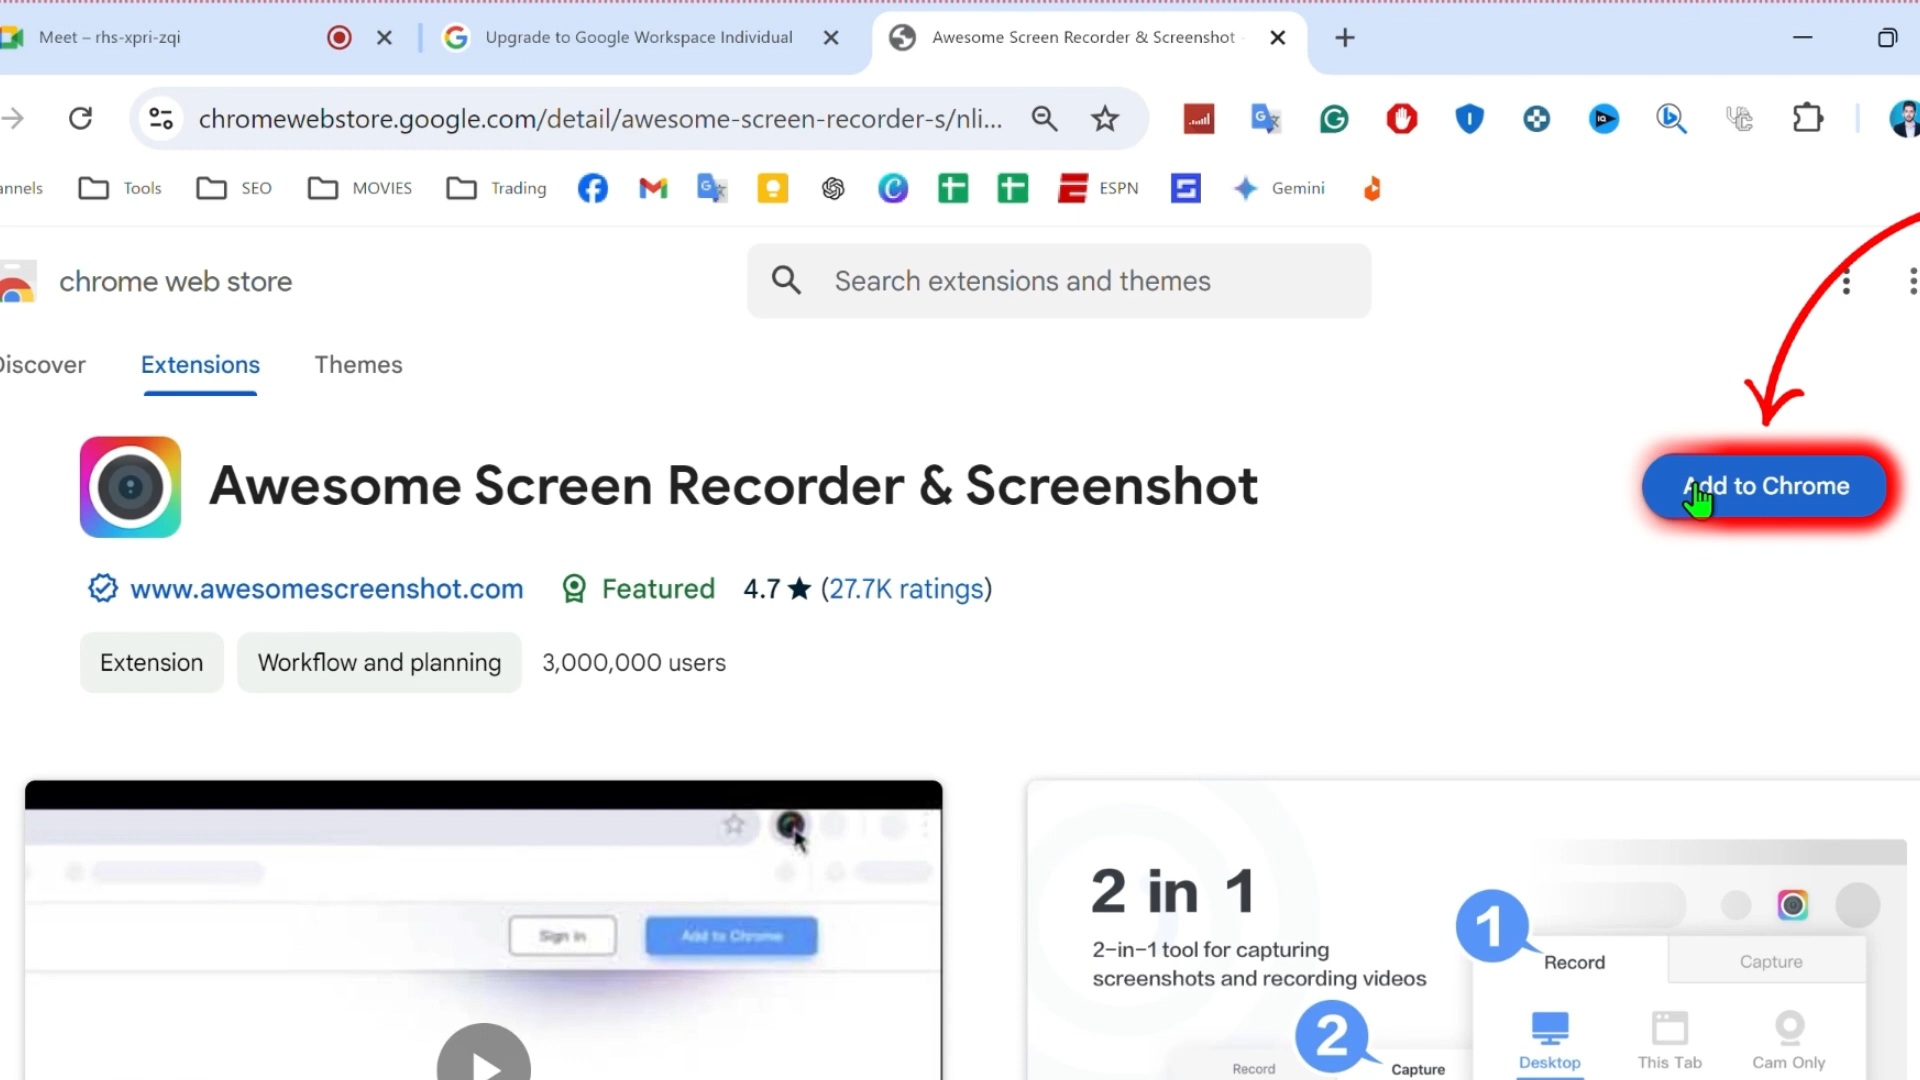 Meet – rhs-xpri-zqi
Upgrade to Google Workspace Individual
Awesome Screen Recorder & Screenshot
chromewebstore.google.com/detail/awesome-screen-recorder-s/nli...
annels
Tools
SEO
MOVIES
Trading
ESPN
Gemini
chrome web store
Search extensions and themes
Discover
Extensions
Themes
Awesome Screen Recorder & Screenshot
Add to Chrome
www.awesomescreenshot.com
Featured
4.7 ★ (27.7K ratings)
Extension
Workflow and planning
3,000,000 users
Sign In
Add to Chrome
2 in 1
2-in-1 tool for capturing
screenshots and recording videos
1
Record
Capture
Desktop
This Tab
Cam Only
2
Record
Capture